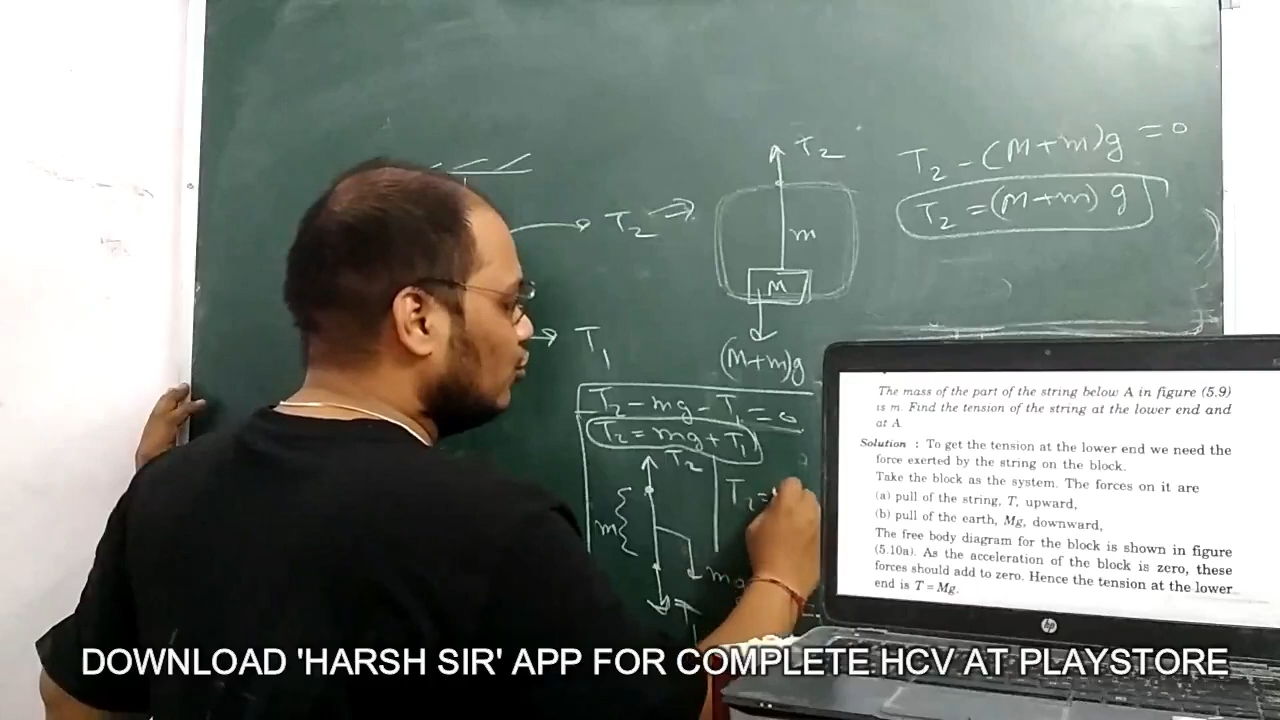 T₂ - (M+m)g = 0
T₂ = (M+m) g
T₂
T₂
m
M
(M+m)g
T₁
T₂ - mg - T₁ = 0
T₂ = mg + T₁
T₂
m
mg
T₁
T₂ =
The mass of the part of the string below A in figure (5.9)
is m. Find the tension of the string at the lower end and
at A.
Solution : To get the tension at the lower end we need the
force exerted by the string on the block.
Take the block as the system. The forces on it are
(a) pull of the string, T, upward,
(b) pull of the earth, Mg, downward,
The free body diagram for the block is shown in figure
(5.10a). As the acceleration of the block is zero, these
forces should add to zero. Hence the tension at the lower
end is T = Mg.
hp
DOWNLOAD 'HARSH SIR' APP FOR COMPLETE HCV AT PLAYSTORE